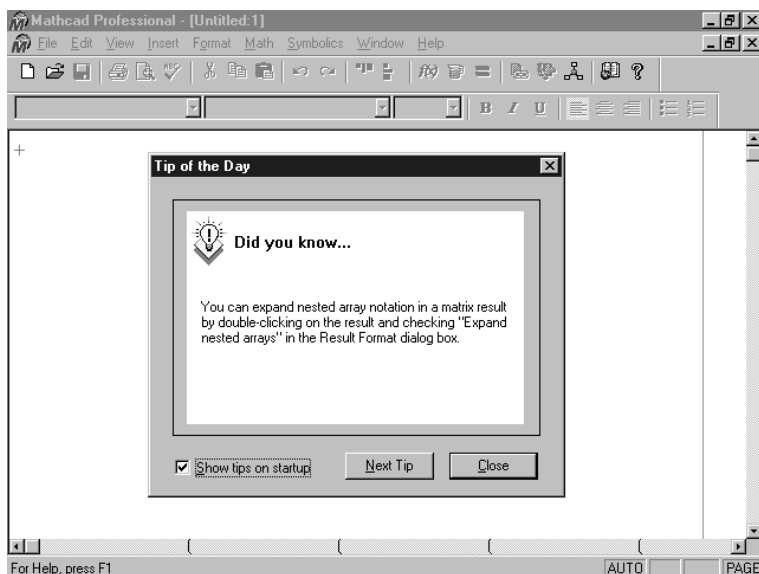 Mathcad Professional - [Untitled:1]
File Edit View Insert Format Math Symbolics Window Help
B I U
Tip of the Day
Did you know...
You can expand nested array notation in a matrix result
by double-clicking on the result and checking "Expand
nested arrays" in the Result Format dialog box.
Show tips on startup Next Tip Close
For Help, press F1 AUTO PAGE